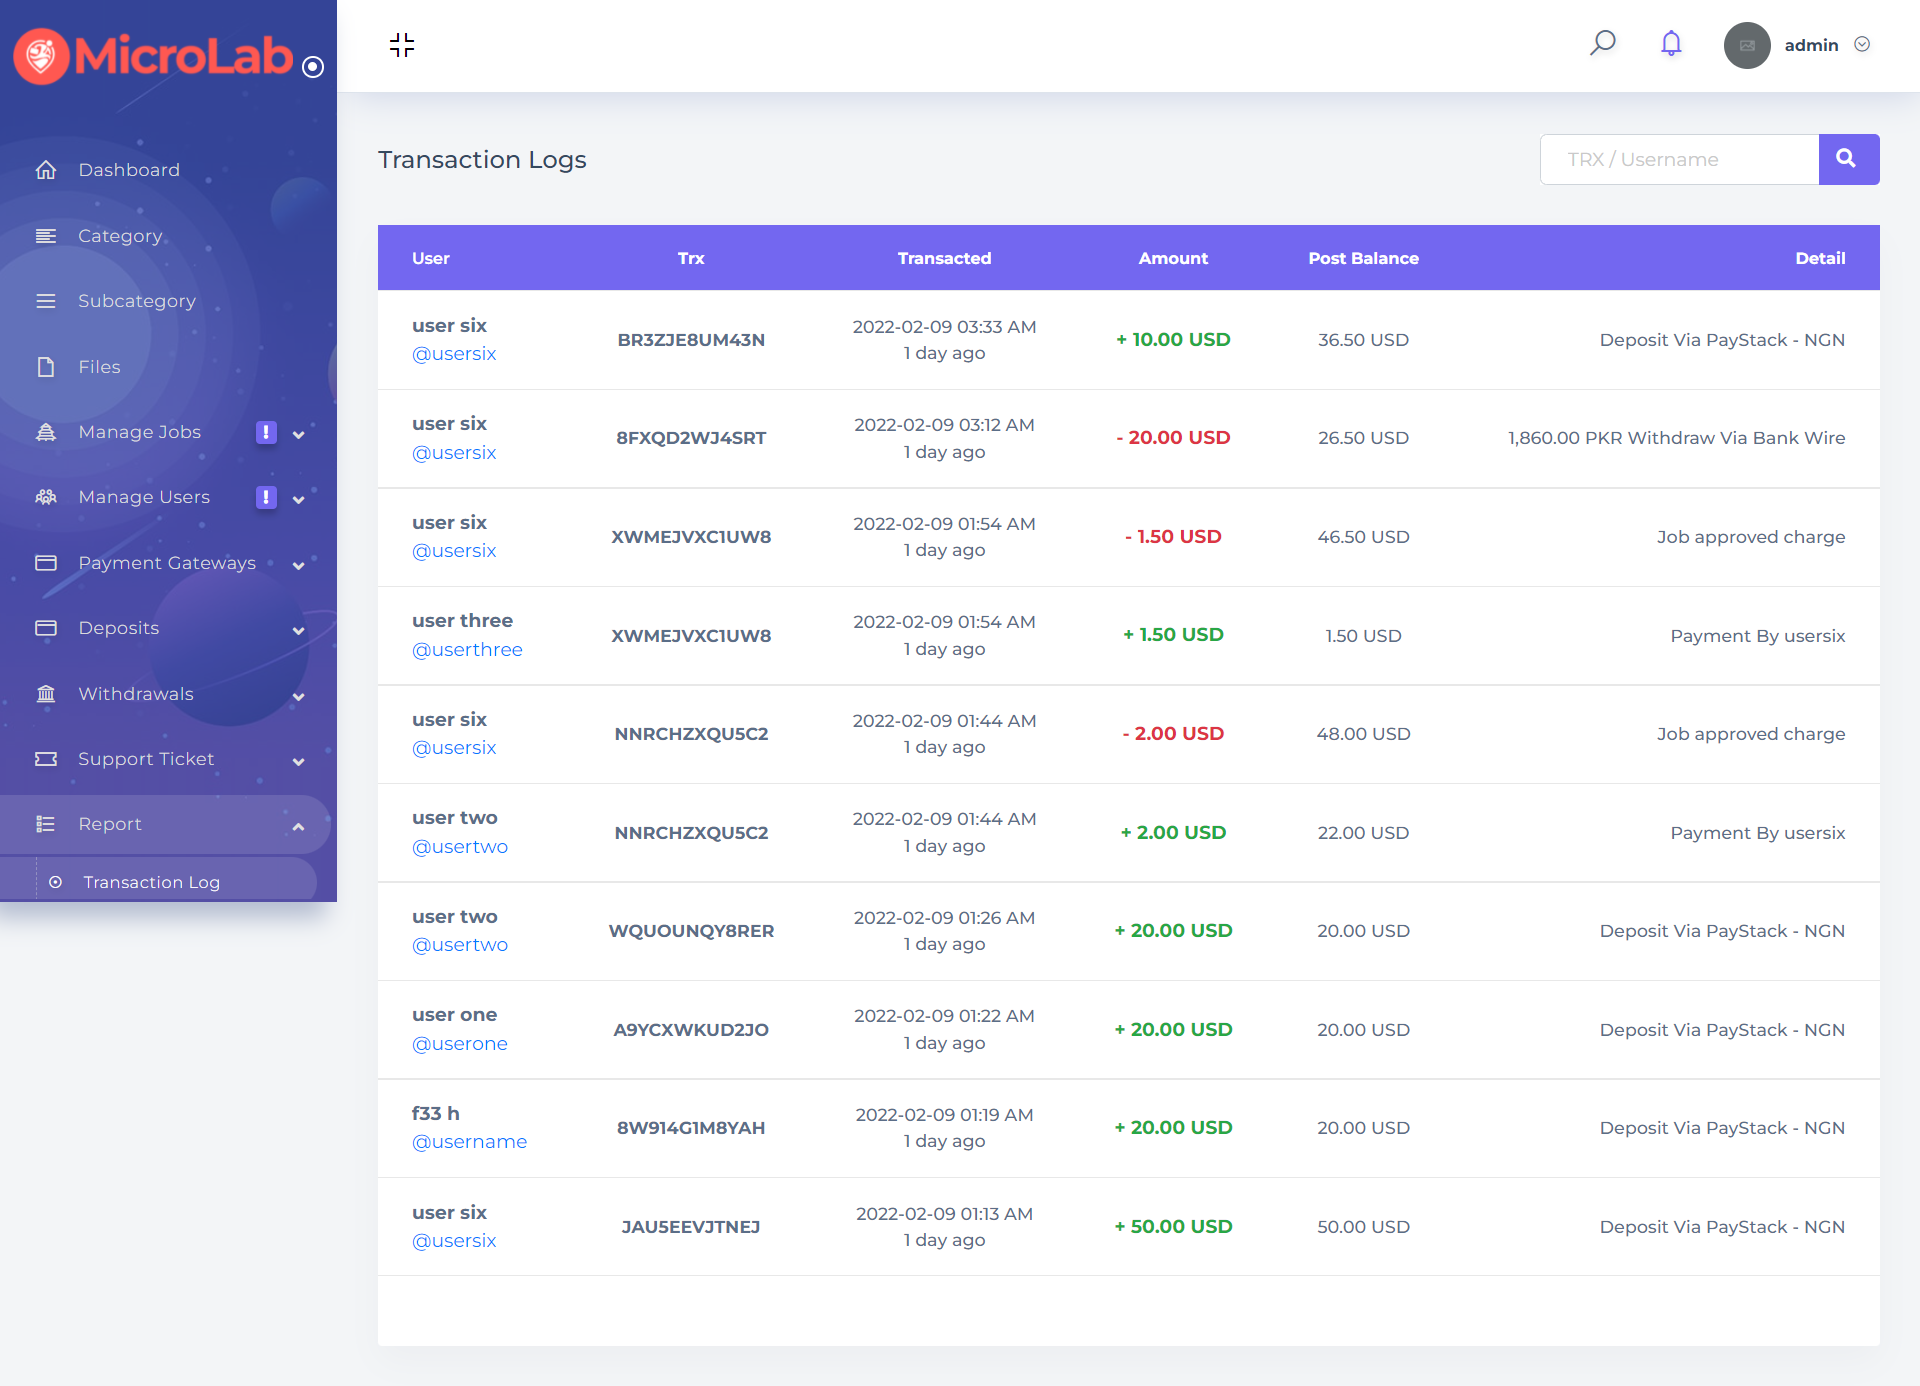 MicroLab
admin
Dashboard
Category
Subcategory
Files
Manage Jobs !
Manage Users !
Payment Gateways
Deposits
Withdrawals
Support Ticket
Report
Transaction Log
Transaction Logs
TRX / Username
User Trx Transacted Amount Post Balance Detail
user six
@usersix
BR3ZJE8UM43N
2022-02-09 03:33 AM
1 day ago
+ 10.00 USD
36.50 USD
Deposit Via PayStack - NGN
user six
@usersix
8FXQD2WJ4SRT
2022-02-09 03:12 AM
1 day ago
- 20.00 USD
26.50 USD
1,860.00 PKR Withdraw Via Bank Wire
user six
@usersix
XWMEJVXC1UW8
2022-02-09 01:54 AM
1 day ago
- 1.50 USD
46.50 USD
Job approved charge
user three
@userthree
XWMEJVXC1UW8
2022-02-09 01:54 AM
1 day ago
+ 1.50 USD
1.50 USD
Payment By usersix
user six
@usersix
NNRCHZXQU5C2
2022-02-09 01:44 AM
1 day ago
- 2.00 USD
48.00 USD
Job approved charge
user two
@usertwo
NNRCHZXQU5C2
2022-02-09 01:44 AM
1 day ago
+ 2.00 USD
22.00 USD
Payment By usersix
user two
@usertwo
WQUOUNQY8RER
2022-02-09 01:26 AM
1 day ago
+ 20.00 USD
20.00 USD
Deposit Via PayStack - NGN
user one
@userone
A9YCXWKUD2JO
2022-02-09 01:22 AM
1 day ago
+ 20.00 USD
20.00 USD
Deposit Via PayStack - NGN
f33 h
@username
8W914G1M8YAH
2022-02-09 01:19 AM
1 day ago
+ 20.00 USD
20.00 USD
Deposit Via PayStack - NGN
user six
@usersix
JAU5EEVJTNEJ
2022-02-09 01:13 AM
1 day ago
+ 50.00 USD
50.00 USD
Deposit Via PayStack - NGN